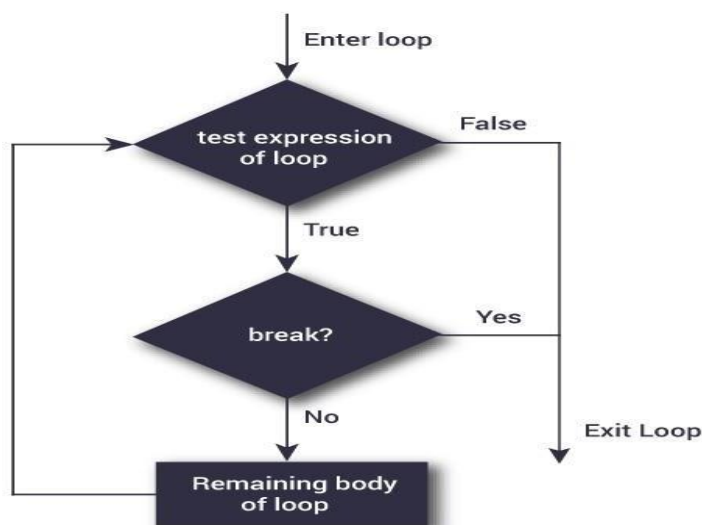 Enter loop
test expression
of loop
False
True
break?
Yes
No
Exit Loop
Remaining body
of loop